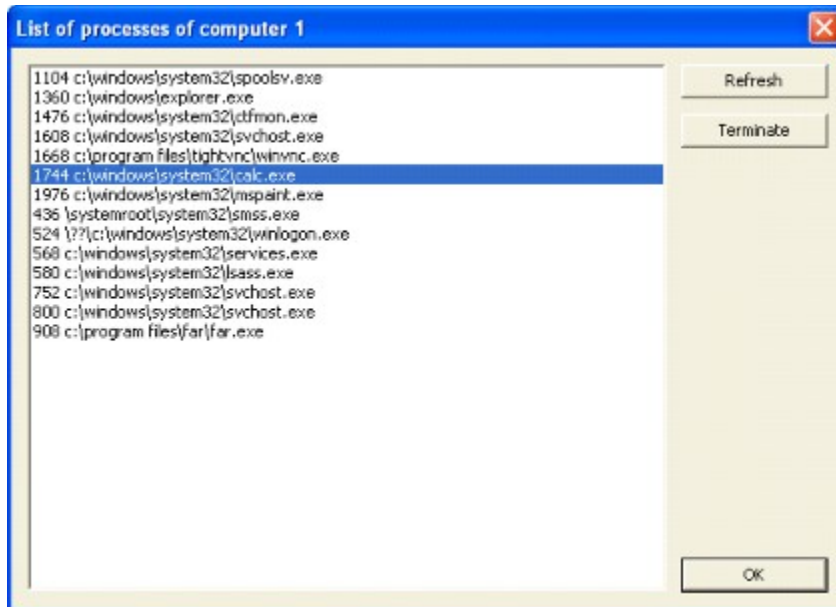 List of processes of computer 1
1104 c:\windows\system32\spoolsv.exe
1360 c:\windows\explorer.exe
1476 c:\windows\system32\ctfmon.exe
1608 c:\windows\system32\svchost.exe
1668 c:\program files\tightvnc\winvnc.exe
1744 c:\windows\system32\calc.exe
1976 c:\windows\system32\mspaint.exe
436 \systemroot\system32\smss.exe
524 \??\c:\windows\system32\winlogon.exe
568 c:\windows\system32\services.exe
580 c:\windows\system32\lsass.exe
752 c:\windows\system32\svchost.exe
800 c:\windows\system32\svchost.exe
908 c:\program files\far\far.exe
Refresh
Terminate
OK